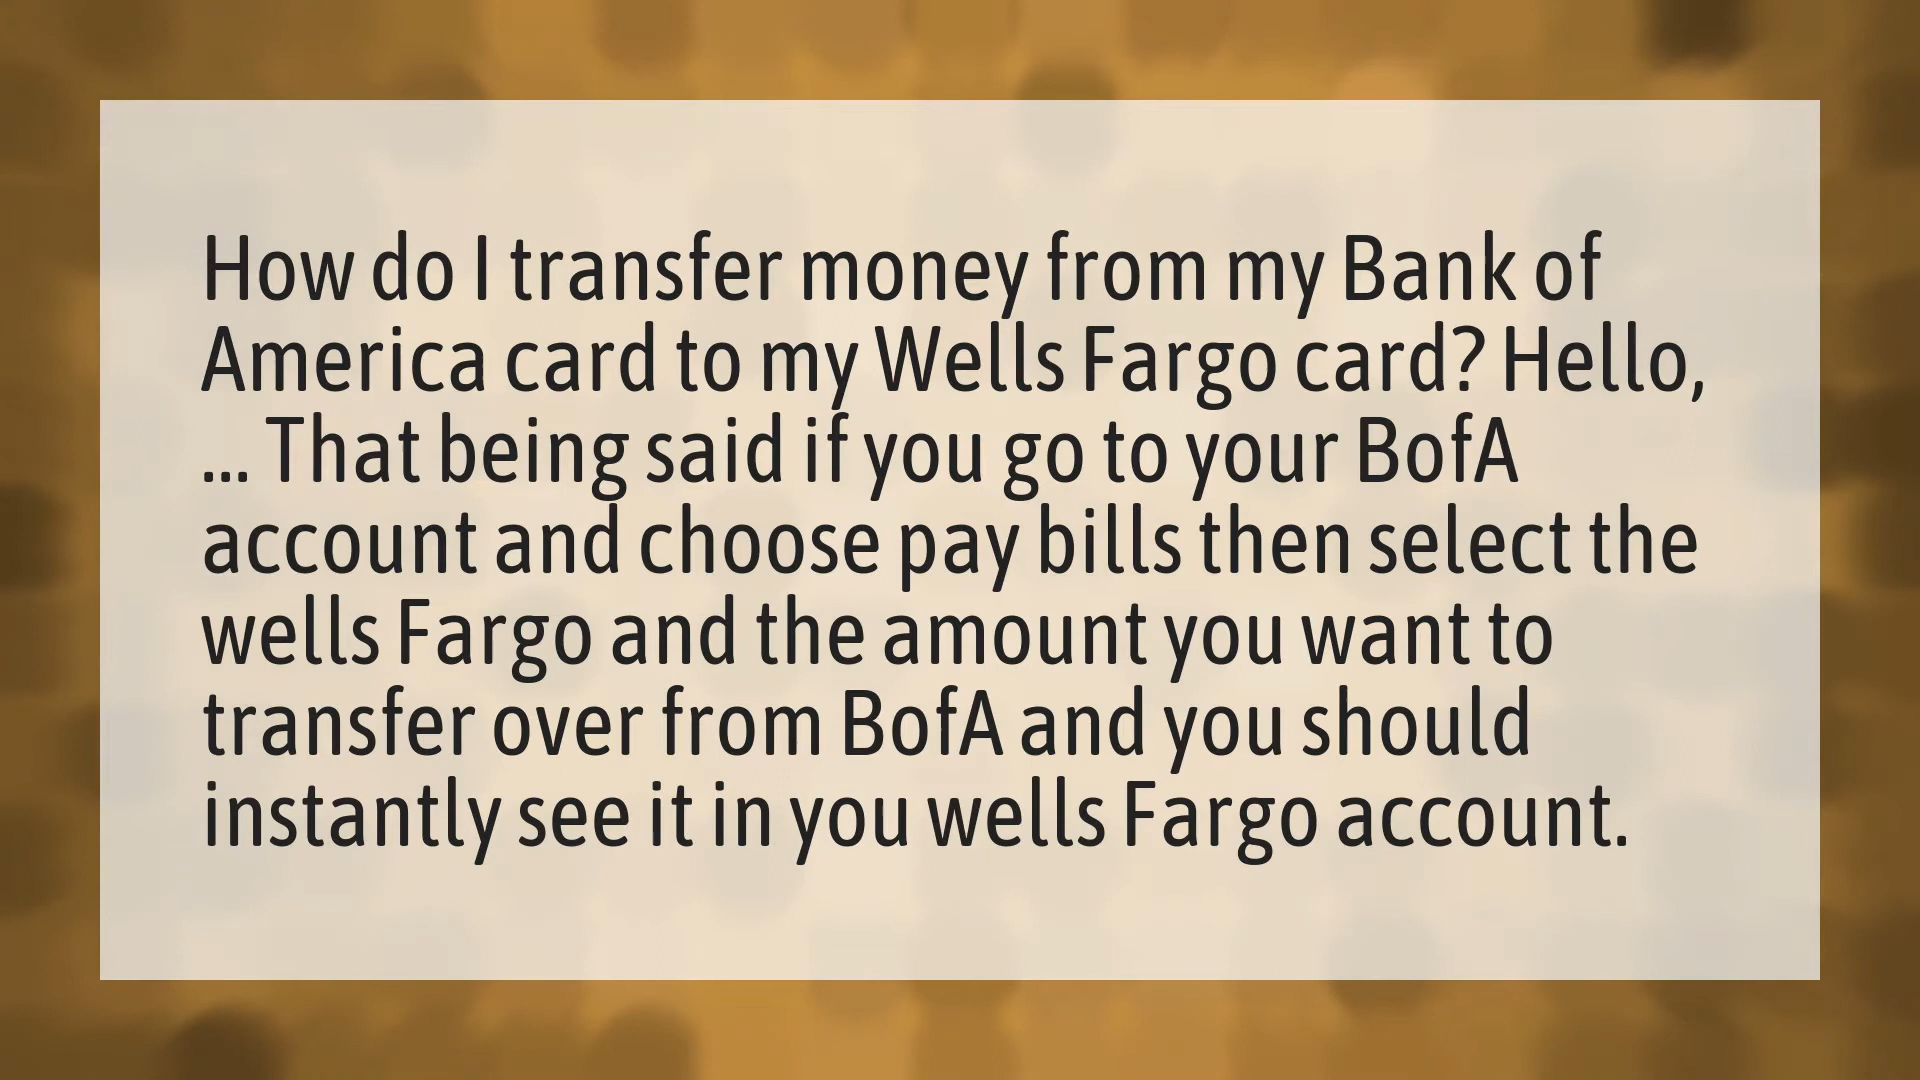 How do I transfer money from my Bank of
America card to my Wells Fargo card? Hello,
... That being said if you go to your BofA
account and choose pay bills then select the
wells Fargo and the amount you want to
transfer over from BofA and you should
instantly see it in you wells Fargo account.